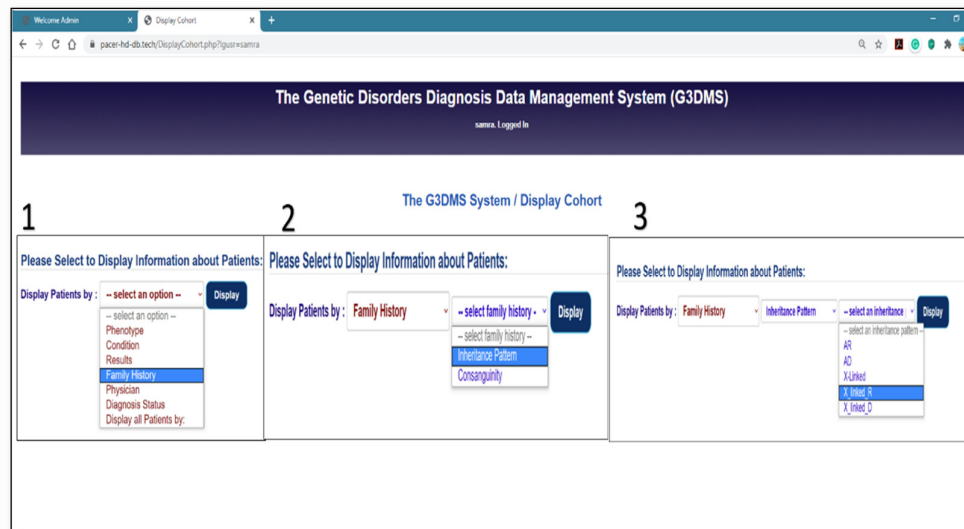 Welcome Admin
Display Cohort
pacer-hd-db.tech/DisplayCohort.php?lgusr=samra
The Genetic Disorders Diagnosis Data Management System (G3DMS)
samra. Logged In
The G3DMS System / Display Cohort
1
Please Select to Display Information about Patients:
Display Patients by : -- select an option -- Display
-- select an option --
Phenotype
Condition
Results
Family History
Physician
Diagnosis Status
Display all Patients by:
2
Please Select to Display Information about Patients:
Display Patients by : Family History -- select family history - Display
-- select family history --
Inheritance Pattern
Consanguinity
3
Please Select to Display Information about Patients:
Display Patients by : Family History Inheritance Pattern -- select an inheritance Display
-- select an inheritance pattern --
AR
AD
X-Linked
X_linked_R
X_linked_D